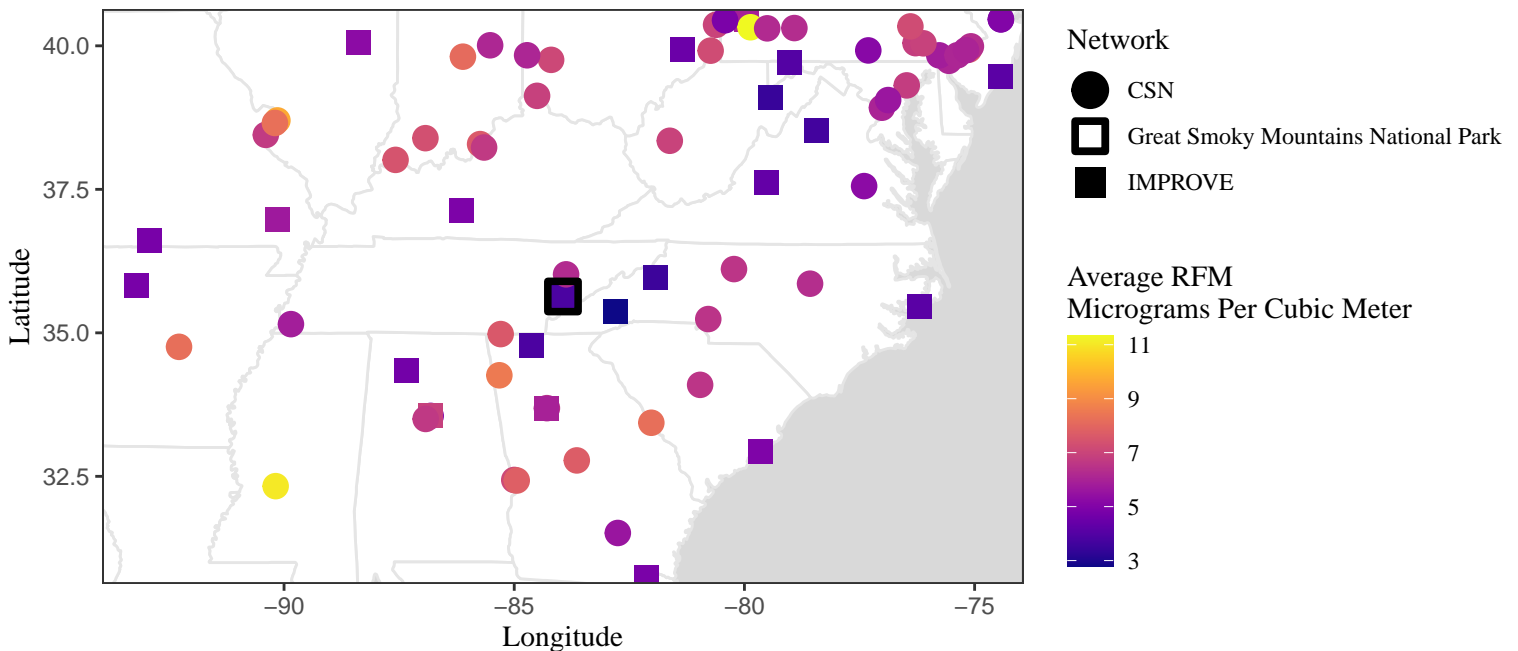 40.0
37.5
35.0
32.5
−90
−85
−80
−75
Longitude
Latitude
Network
CSN
Great Smoky Mountains National Park
IMPROVE
Average RFM
Micrograms Per Cubic Meter
11
9
7
5
3